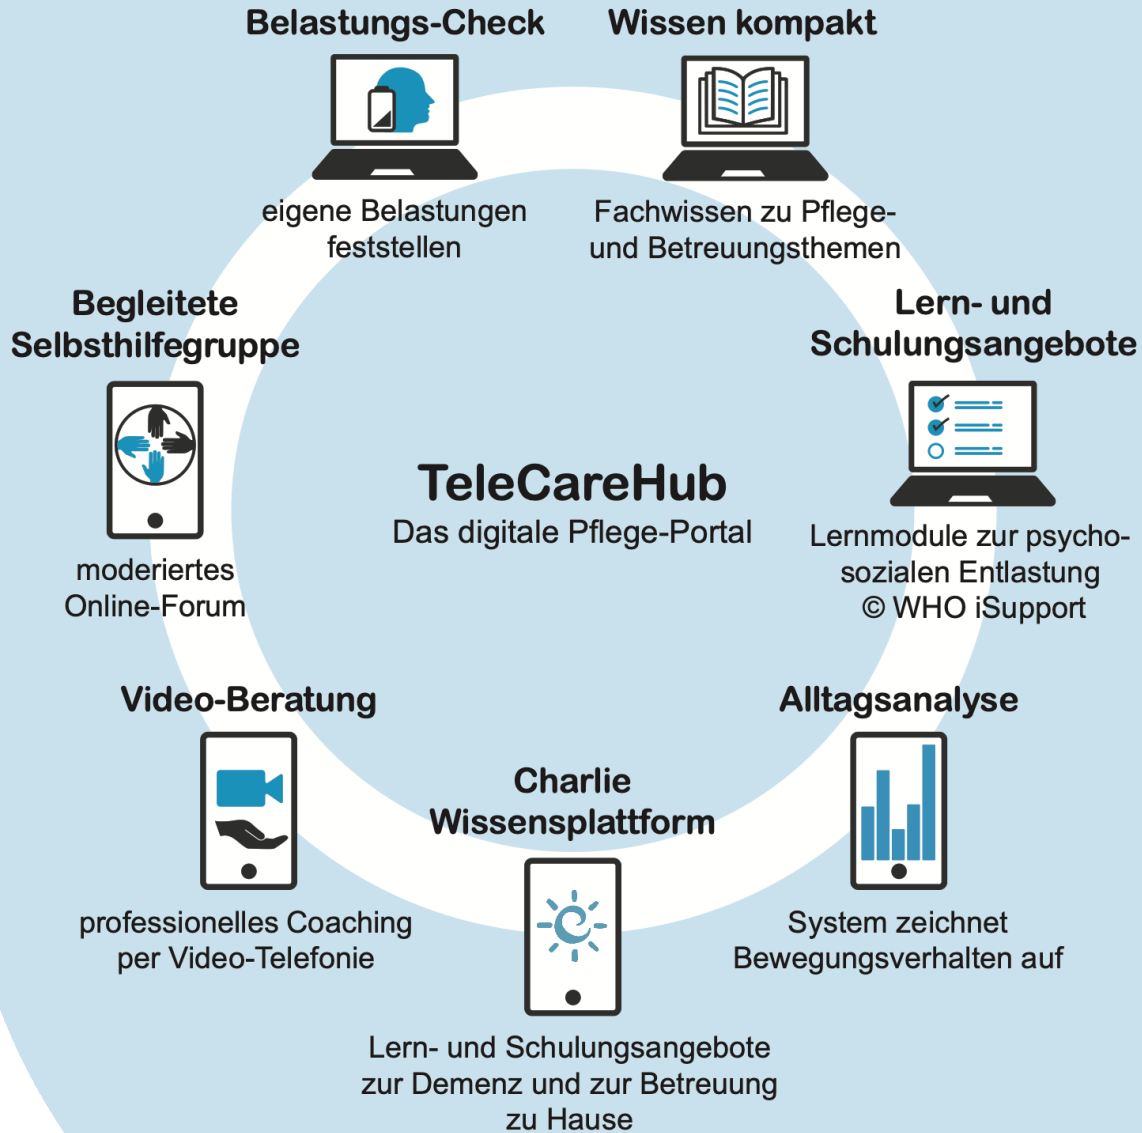 Belastungs-Check
eigene Belastungen
feststellen
Wissen kompakt
Fachwissen zu Pflege-
und Betreuungsthemen
Begleitete
Selbsthilfegruppe
moderiertes
Online-Forum
TeleCareHub
Das digitale Pflege-Portal
Lern- und
Schulungsangebote
Lernmodule zur psycho-
sozialen Entlastung
© WHO iSupport
Video-Beratung
professionelles Coaching
per Video-Telefonie
Charlie
Wissensplattform
Lern- und Schulungsangebote
zur Demenz und zur Betreuung
zu Hause
Alltagsanalyse
System zeichnet
Bewegungsverhalten auf